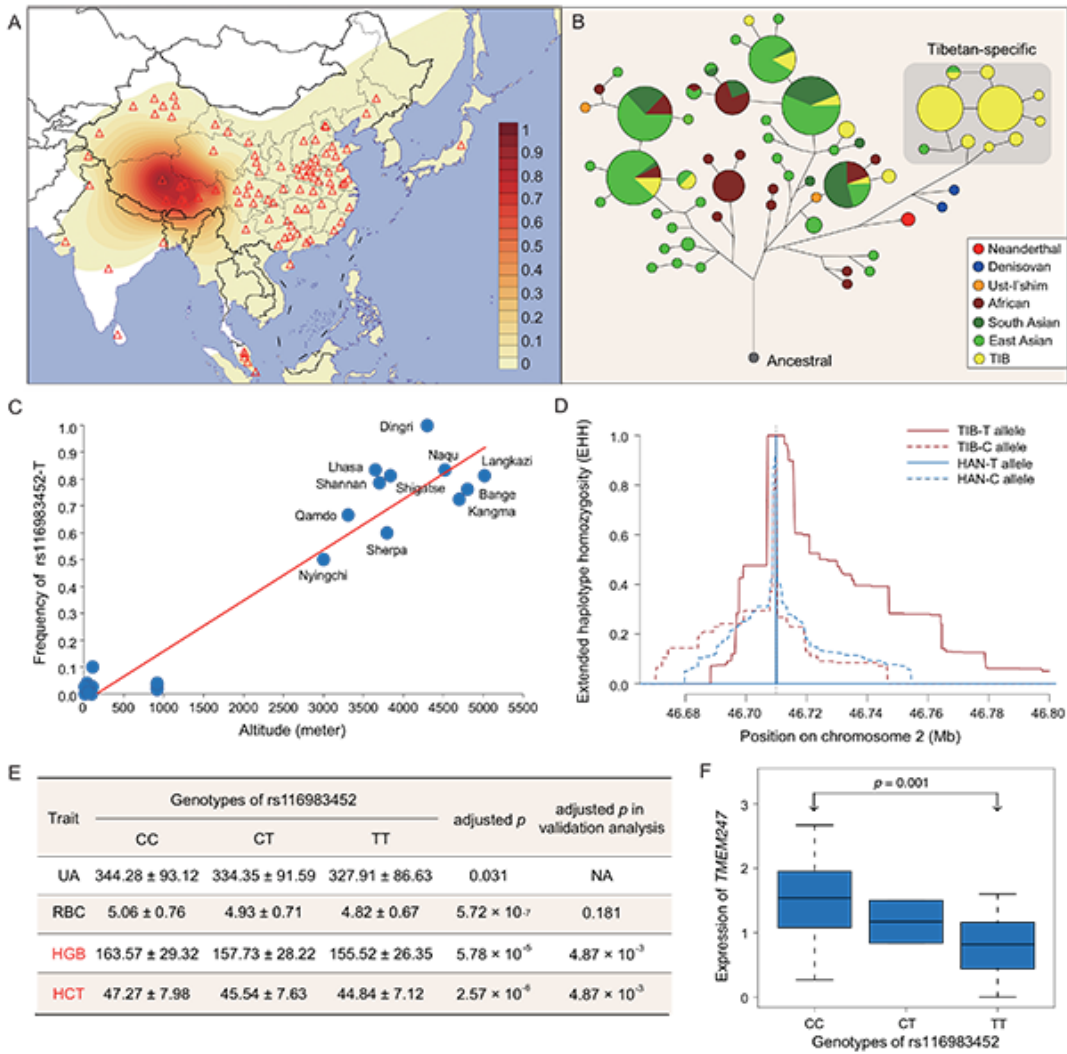 A
1
0.9
0.8
0.7
0.6
0.5
0.4
0.3
0.2
0.1
0
B
Tibetan-specific
Ancestral
Neanderthal
Denisovan
Ust-I'shim
African
South Asian
East Asian
TIB
C
Frequency of rs116983452-T
1.0
0.9
0.8
0.7
0.6
0.5
0.4
0.3
0.2
0.1
0.0
Dingri
Naqu
Lhasa
Langkazi
Shannan
Shigatse
Bange
Kangma
Qamdo
Sherpa
Nyingchi
0 500 1000 1500 2000 2500 3000 3500 4000 4500 5000 5500
Altitude (meter)
D
Extended haplotype homozygosity (EHH)
1.0
0.8
0.6
0.4
0.2
0.0
TIB-T allele
TIB-C allele
HAN-T allele
HAN-C allele
46.68 46.70 46.72 46.74 46.76 46.78 46.80
Position on chromosome 2 (Mb)
E
Trait Genotypes of rs116983452 adjusted p adjusted p in validation analysis
CC CT TT
UA 344.28 ± 93.12 334.35 ± 91.59 327.91 ± 86.63 0.031 NA
RBC 5.06 ± 0.76 4.93 ± 0.71 4.82 ± 0.67 5.72 × 10-7 0.181
HGB 163.57 ± 29.32 157.73 ± 28.22 155.52 ± 26.35 5.78 × 10-5 4.87 × 10-3
HCT 47.27 ± 7.98 45.54 ± 7.63 44.84 ± 7.12 2.57 × 10-6 4.87 × 10-3
F
Expression of TMEM247
3
2
1
0
p = 0.001
CC CT TT
Genotypes of rs116983452